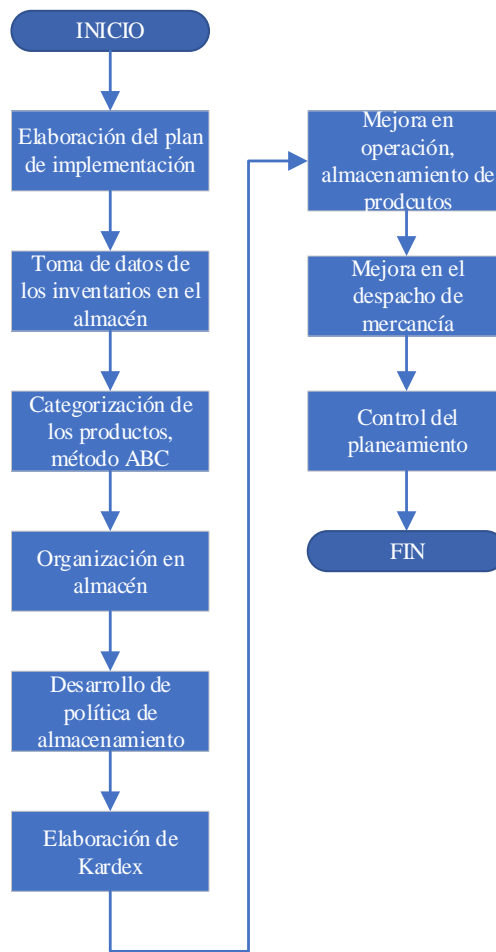 INICIO
Elaboración del plan
de implementación
Toma de datos de
los inventarios en el
almacén
Categorización de
los productos,
método ABC
Organización en
almacén
Desarrollo de
política de
almacenamiento
Elaboración de
Kardex
Mejora en
operación,
almacenamiento de
prodcutos
Mejora en el
despacho de
mercancía
Control del
planeamiento
FIN